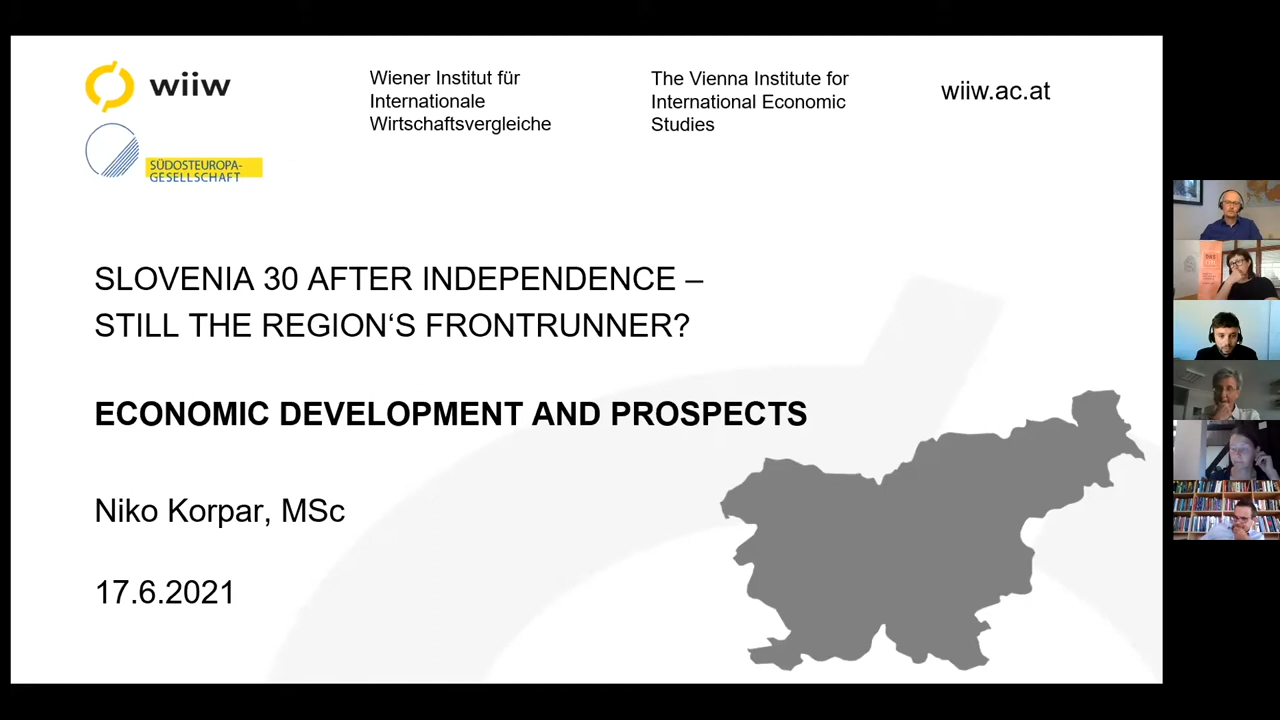 wiiw
Wiener Institut für
Internationale
Wirtschaftsvergleiche
The Vienna Institute for
International Economic
Studies
wiiw.ac.at
SÜDOSTEUROPA-
GESELLSCHAFT
SLOVENIA 30 AFTER INDEPENDENCE –
STILL THE REGION‘S FRONTRUNNER?
ECONOMIC DEVELOPMENT AND PROSPECTS
Niko Korpar, MSc
17.6.2021